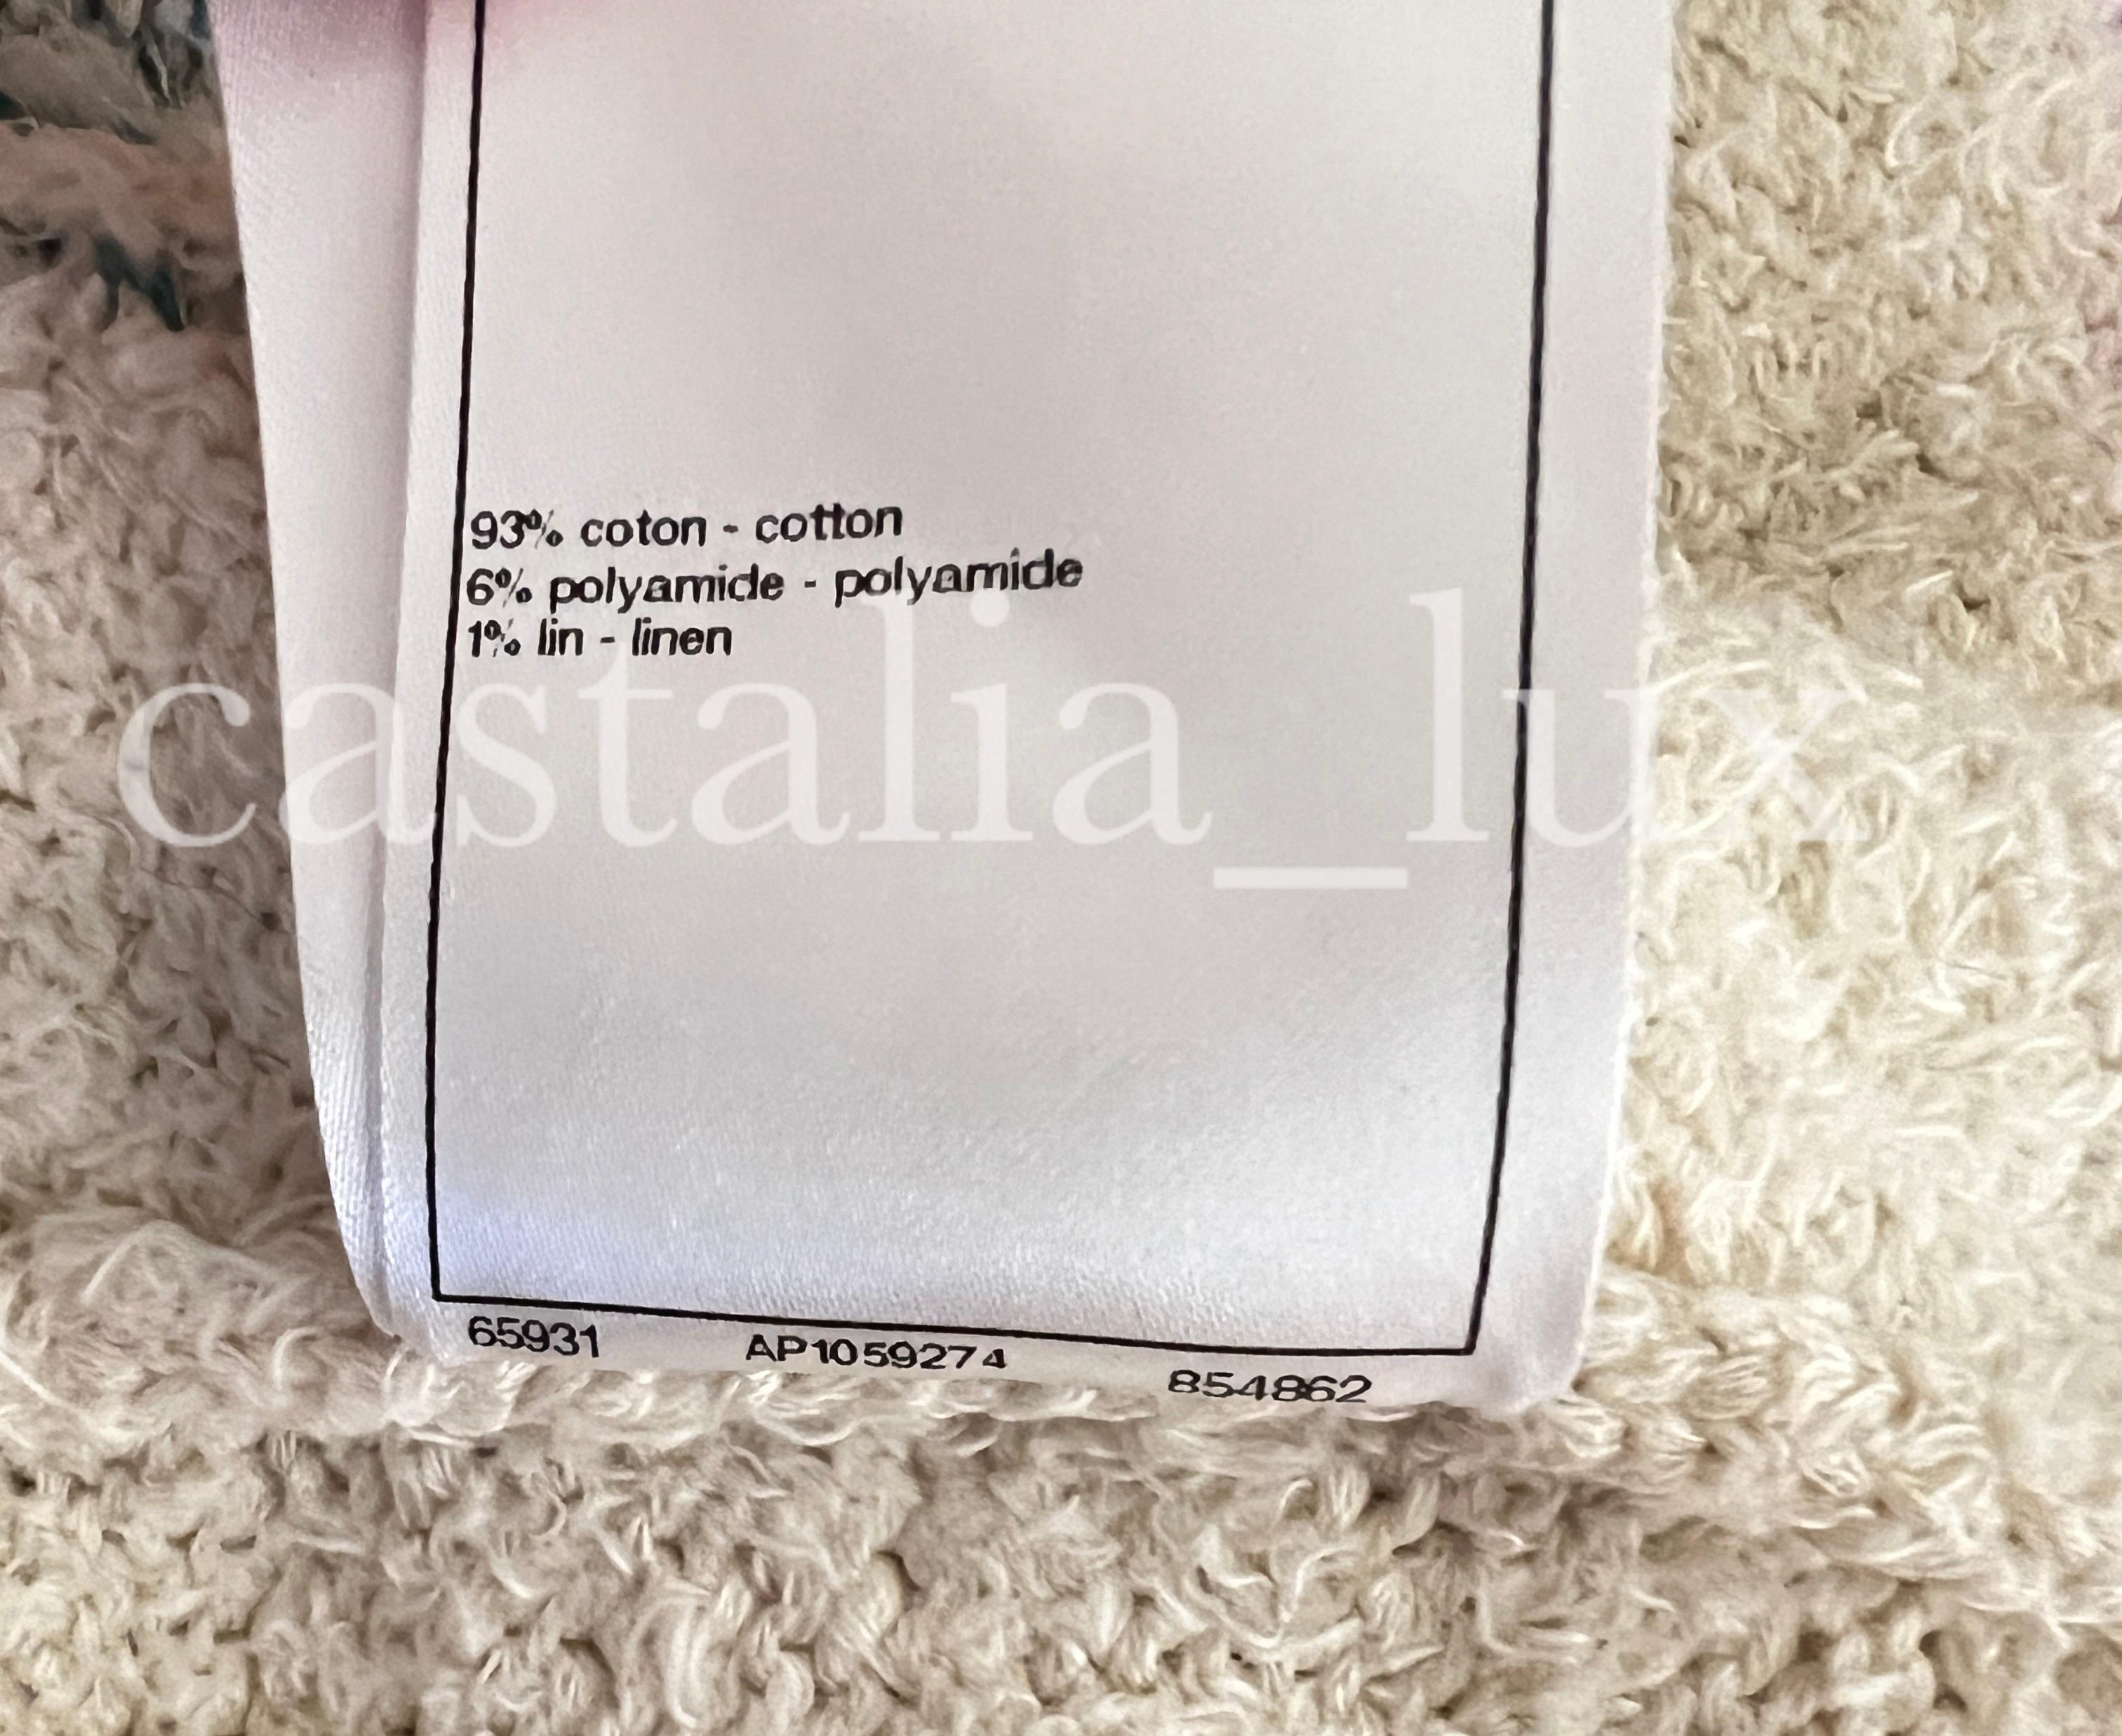 93% coton - cotton
6% polyamide - polyamide
1% lin - linen
castalia_lux
65931 AP1059274 854862